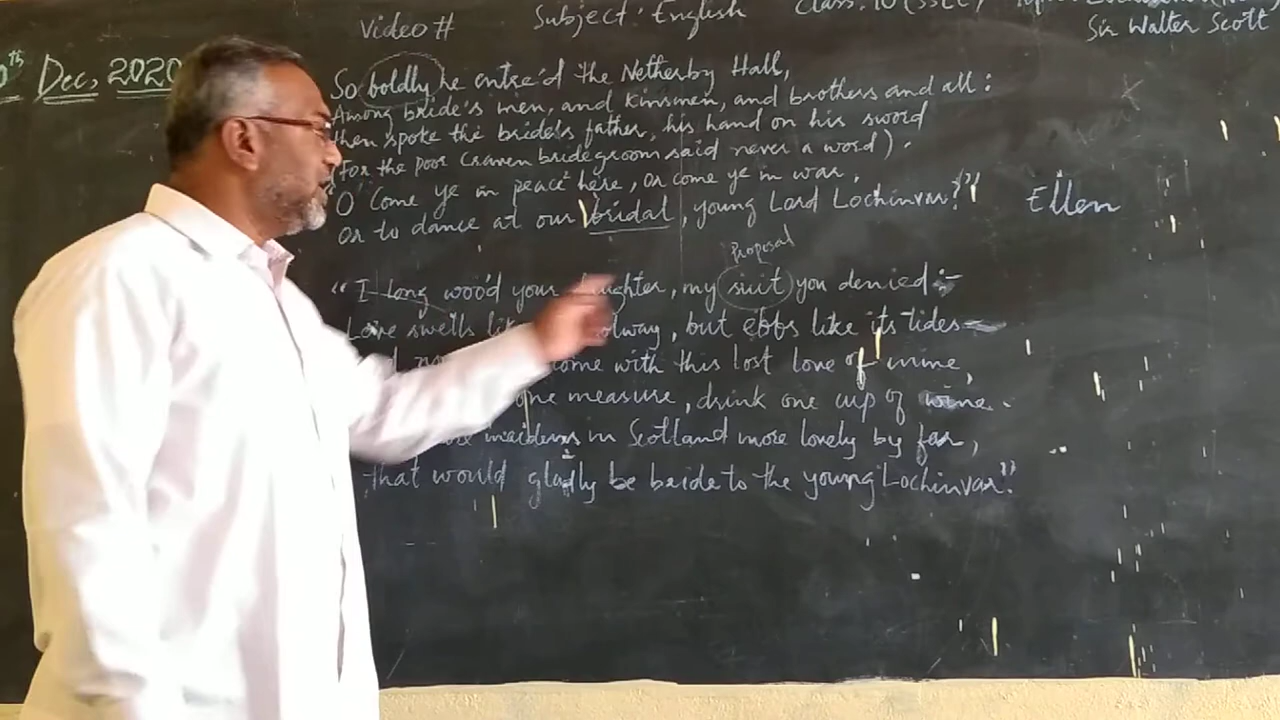 Video #
Subject: English
Class: 10 (SSLC)
Sir Walter Scott
Dec, 2020
So boldly he entre'd the Netherby Hall,
Among bride's men, and kinsmen, and brothers and all:
then spoke the bride's father, his hand on his sword
(For the poor craven bridegroom said never a word).
"O' Come ye in peace here, or come ye in war,
Or to dance at our bridal, young Lord Lochinvar?"
Ellen
Proposal
"I long woo'd your daughter, my suit you denied:-
Love swells like olway, but ebbs like its tides
come with this lost love of mine,
one measure, drink one cup of wine.
maidens in Scotland more lovely by far,
that would gladly be bride to the young Lochinvar."